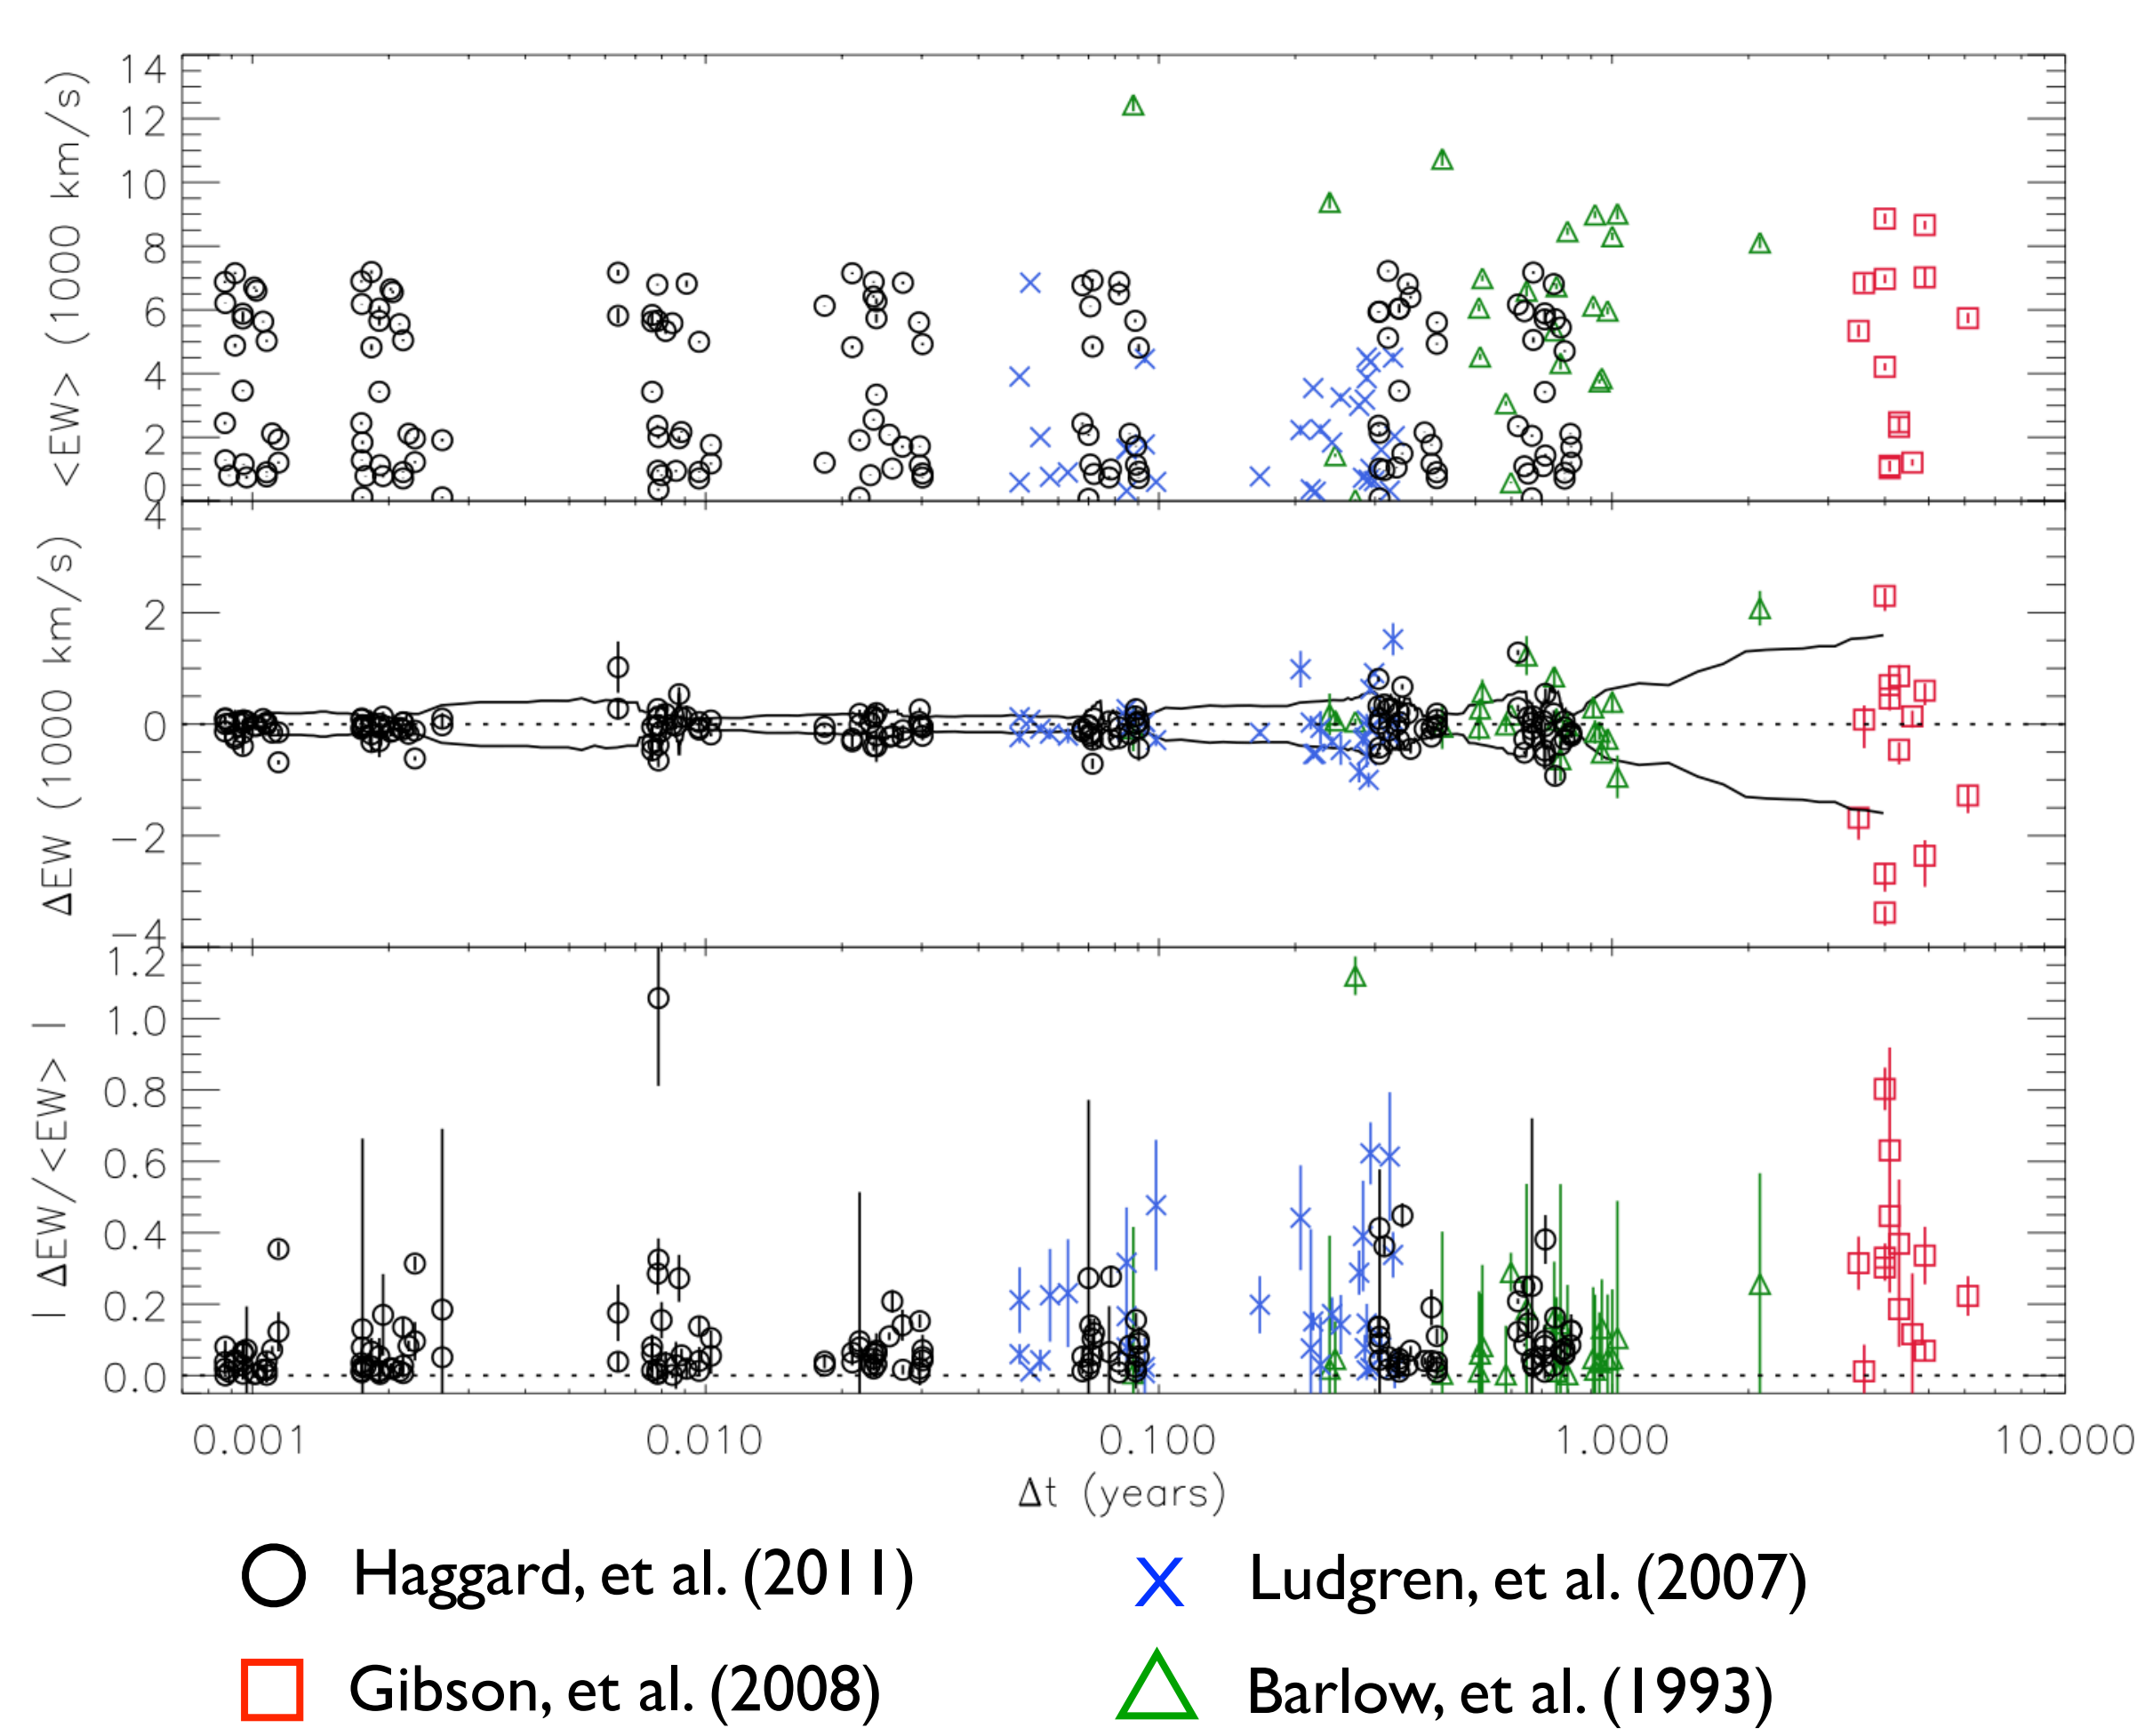 <EW> (1000 km/s)
14
12
10
8
6
4
2
0
ΔEW (1000 km/s)
4
2
0
−2
−4
| ΔEW/<EW> |
1.2
1.0
0.8
0.6
0.4
0.2
0.0
0.001 0.010 0.100 1.000 10.000
Δt (years)
Haggard, et al. (2011) Ludgren, et al. (2007)
Gibson, et al. (2008) Barlow, et al. (1993)